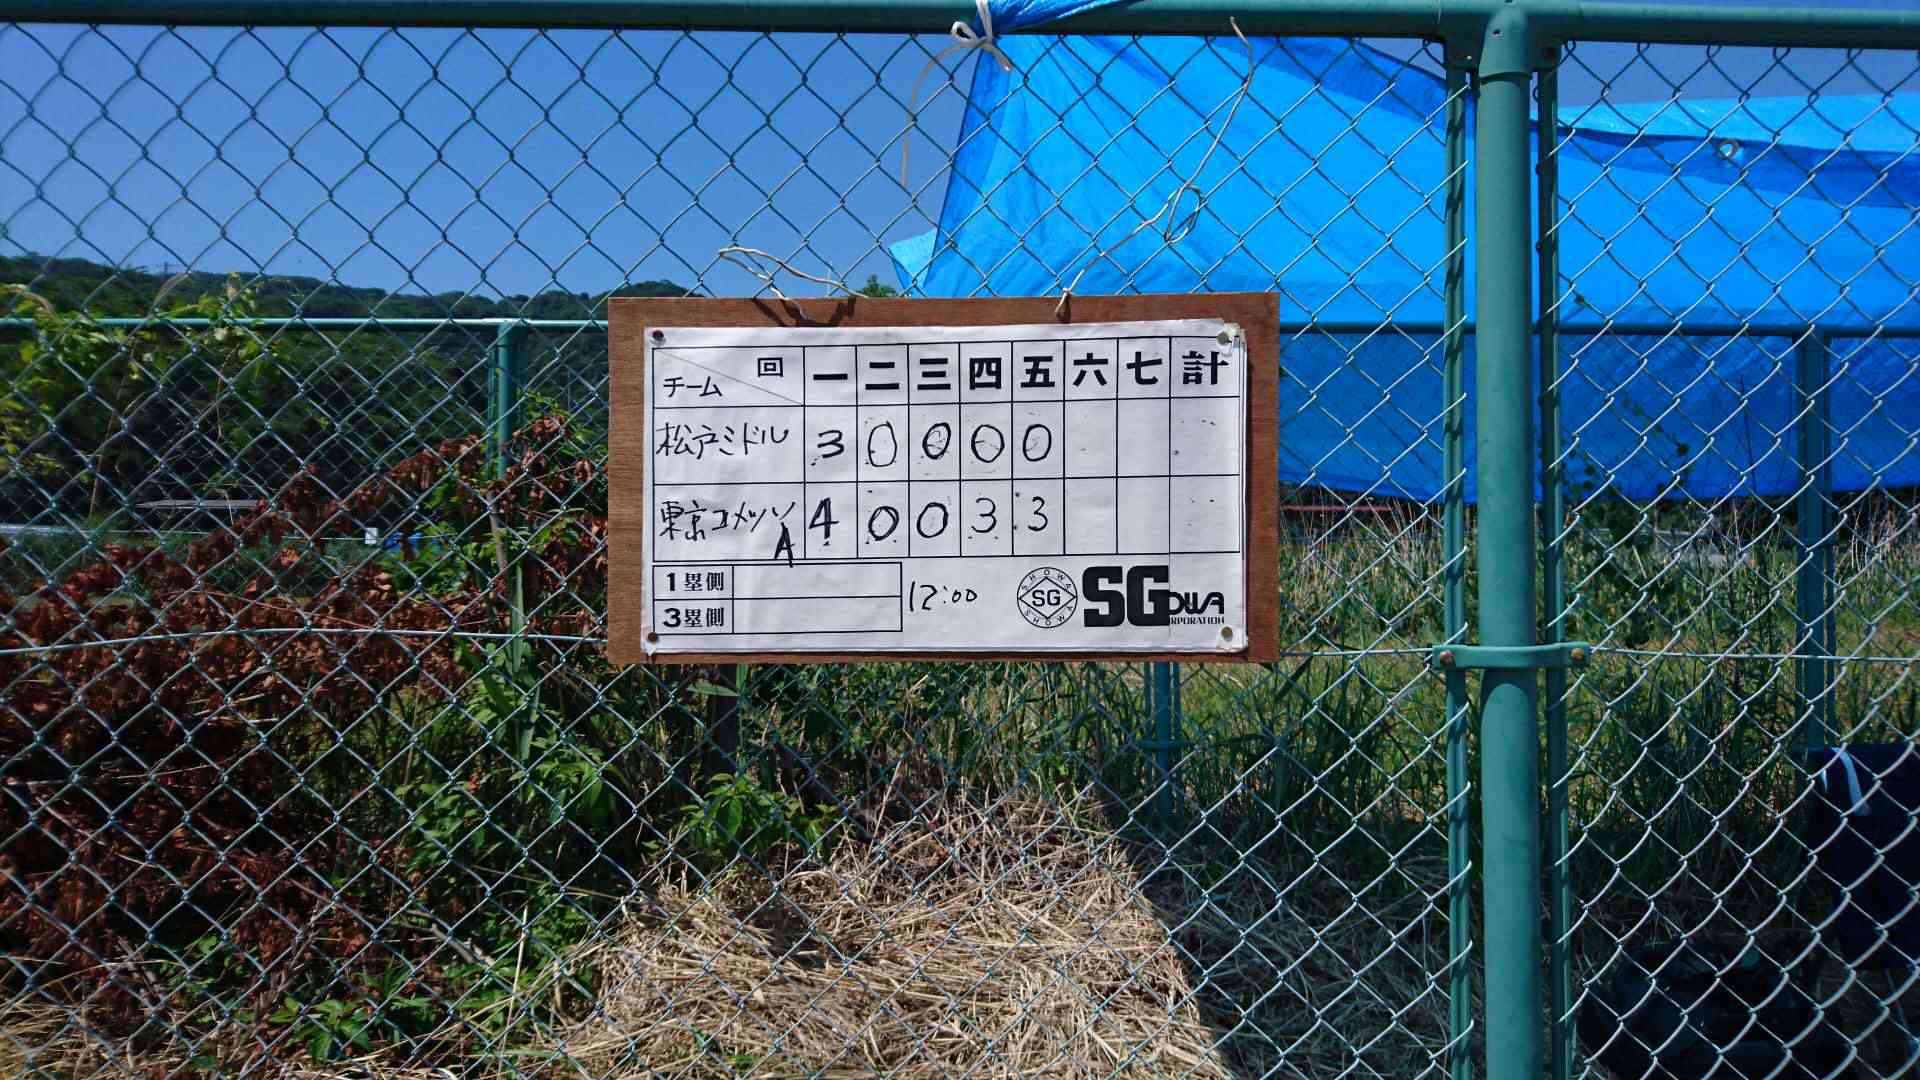 回 一 二 三 四 五 六 七 計
チーム
松戸ミドル 3 0 0 0 0
東京コメッツ A 4 0 0 3 3
1塁側
3塁側
12:00
SHOWA SG SHOWA
SG OWA
RPORATION